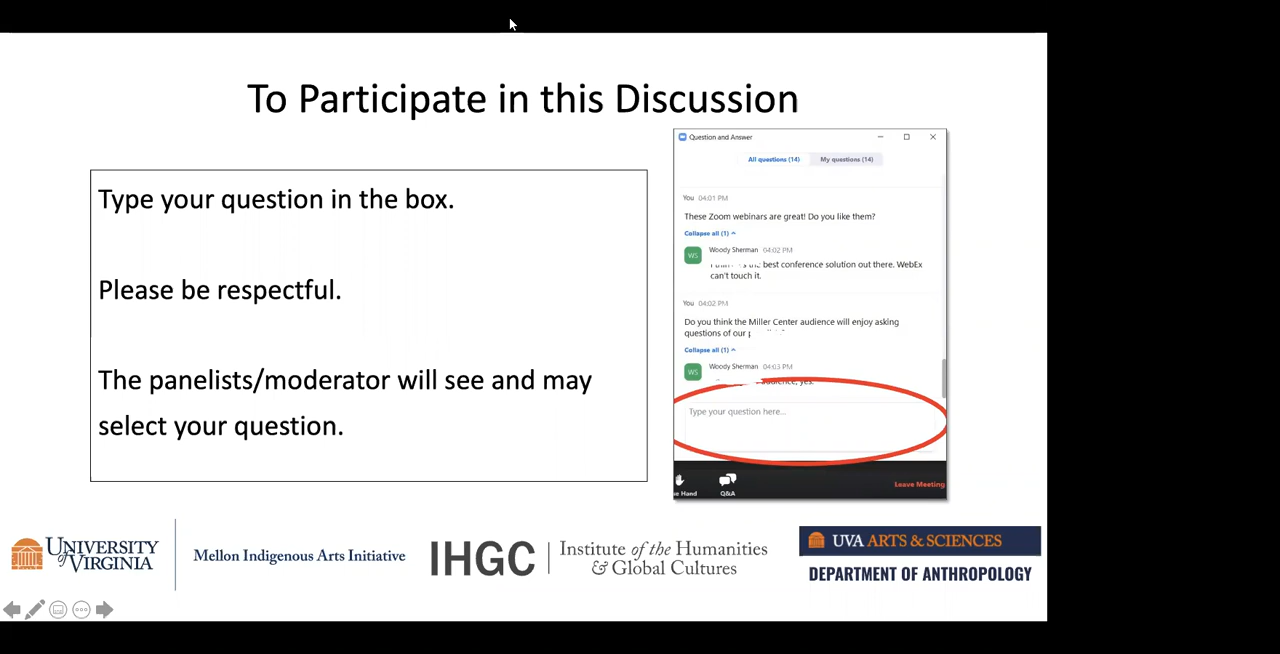 To Participate in this Discussion
Type your question in the box.
Please be respectful.
The panelists/moderator will see and may
select your question.
Question and Answer
All questions (14) My questions (14)
You 04:01 PM
These Zoom webinars are great! Do you like them?
Collapse all (1)
WS Woody Sherman 04:02 PM
best conference solution out there. WebEx
can't touch it.
You 04:02 PM
Do you think the Miller Center audience will enjoy asking
questions of our
Collapse all (1)
WS Woody Sherman 04:03 PM
audience, yes.
Type your question here...
se Hand Q&A Leave Meeting
UNIVERSITY
of VIRGINIA
Mellon Indigenous Arts Initiative
IHGC
Institute of the Humanities
& Global Cultures
UVA ARTS & SCIENCES
DEPARTMENT OF ANTHROPOLOGY